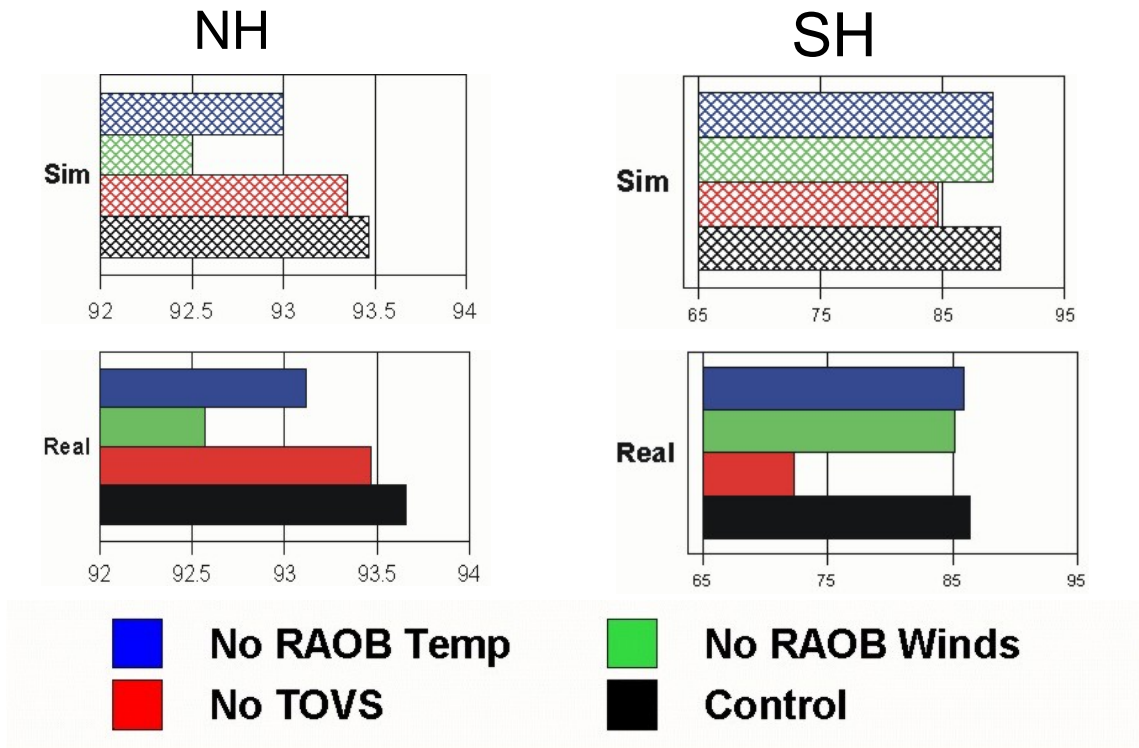 NH
SH
Sim
92 92.5 93 93.5 94
Sim
65 75 85 95
Real
92 92.5 93 93.5 94
Real
65 75 85 95
No RAOB Temp
No RAOB Winds
No TOVS
Control